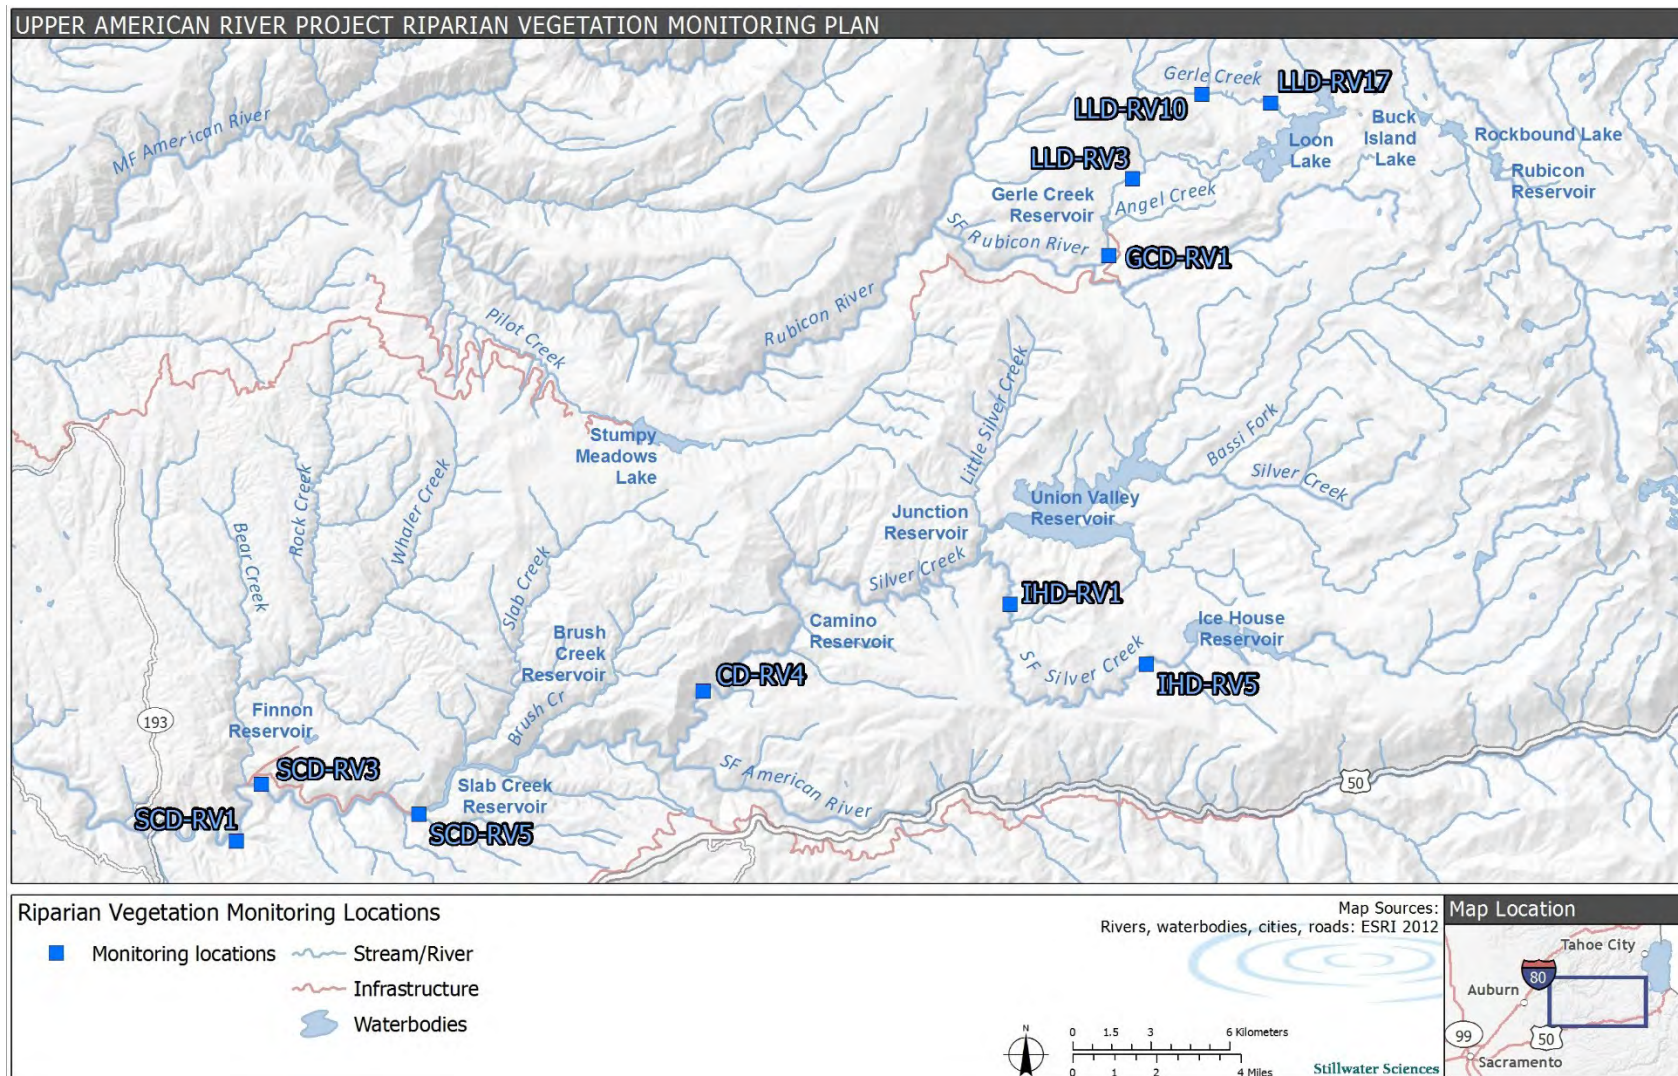 UPPER AMERICAN RIVER PROJECT RIPARIAN VEGETATION MONITORING PLAN
Gerle Creek
LLD-RV17
LLD-RV10
MF American River
Buck
Island
Lake
Rockbound Lake
Loon
Lake
LLD-RV3
Rubicon
Reservoir
Gerle Creek
Reservoir
Angel Creek
SF Rubicon River
GCD-RV1
Rubicon River
Pilot Creek
Little Silver Creek
Bassi Fork
Stumpy
Meadows
Lake
Silver Creek
Rock Creek
Whaler Creek
Bear Creek
Union Valley
Reservoir
Junction
Reservoir
Silver Creek
Slab Creek
IHD-RV1
Camino
Reservoir
Ice House
Reservoir
Brush
Creek
Reservoir
SF Silver Creek
IHD-RV5
CD-RV4
Brush Cr
193
Finnon
Reservoir
SCD-RV3
SF American River
50
Slab Creek
Reservoir
SCD-RV1
SCD-RV5
Riparian Vegetation Monitoring Locations
Monitoring locations
Stream/River
Infrastructure
Waterbodies
Map Sources:
Rivers, waterbodies, cities, roads: ESRI 2012
N
0 1.5 3 6 Kilometers
0 1 2 4 Miles
Stillwater Sciences
Map Location
Tahoe City
80
Auburn
99
50
Sacramento